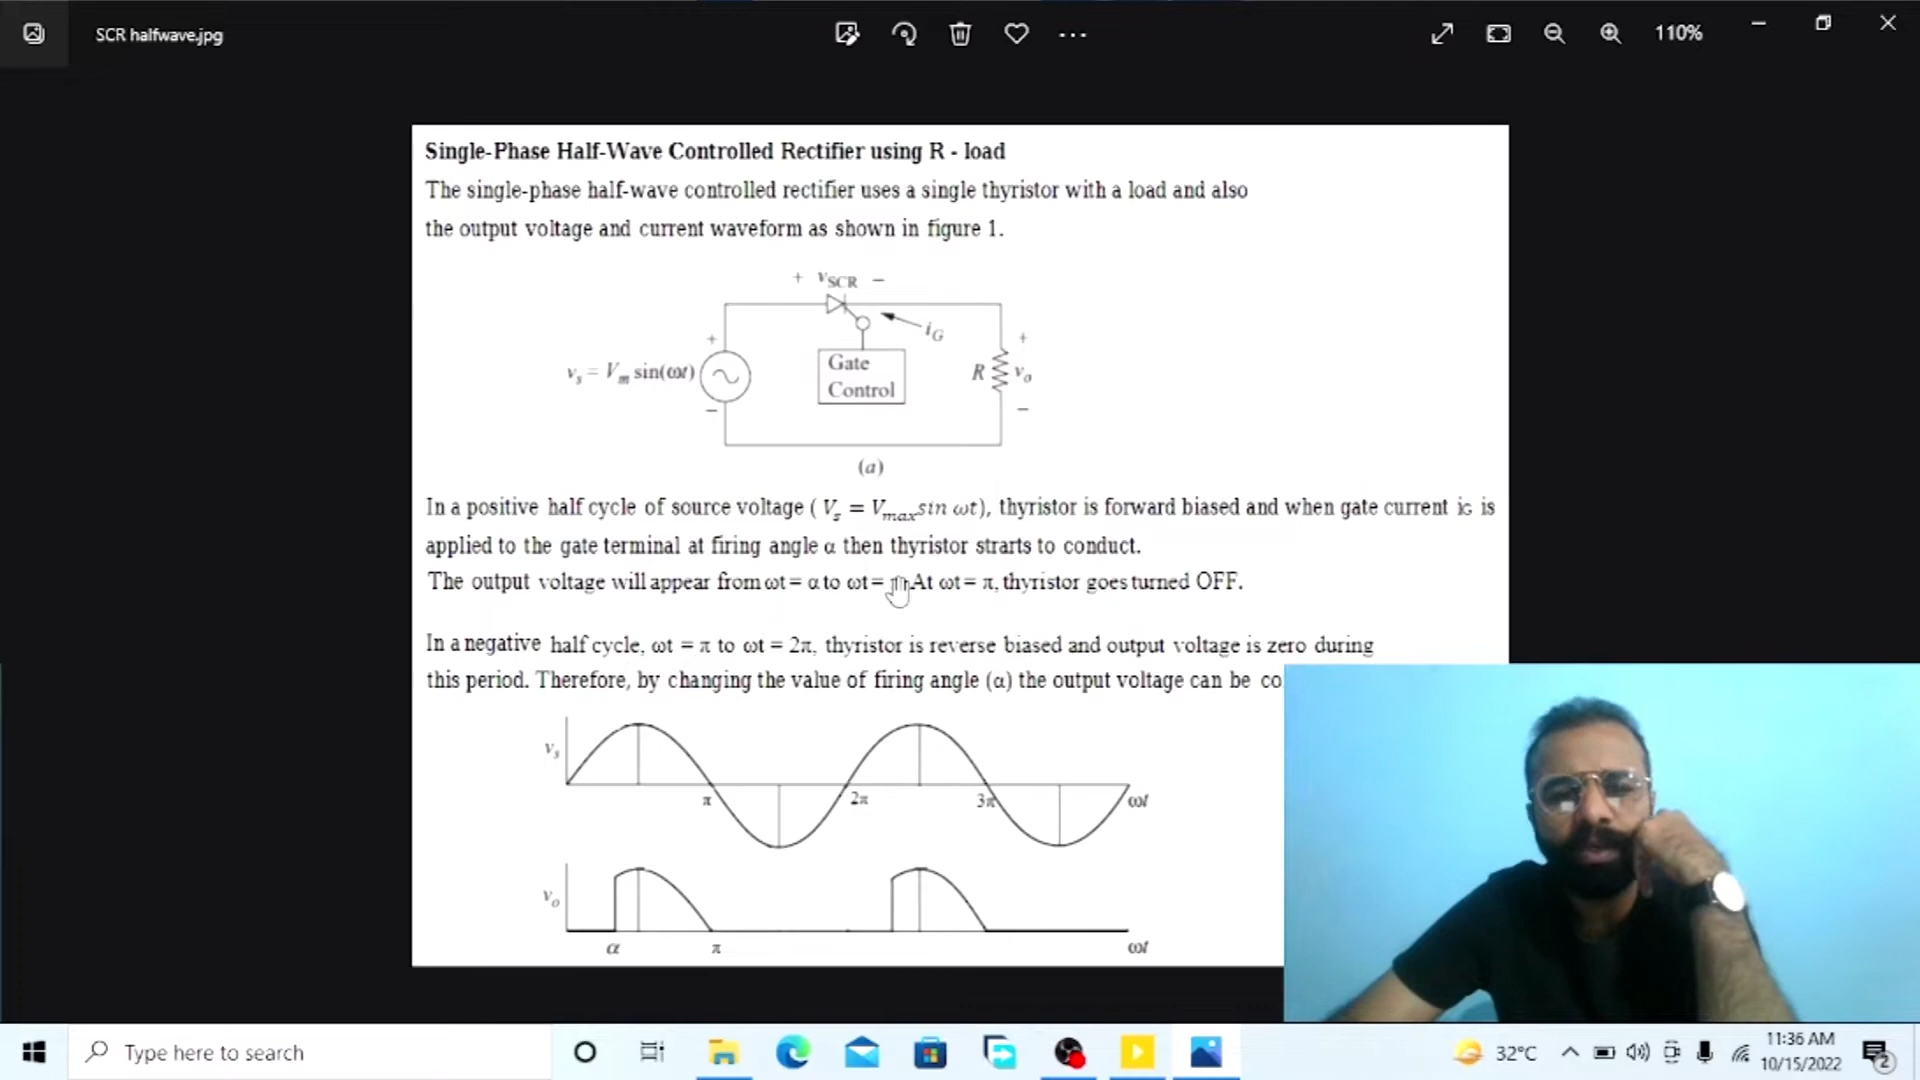 SCR halfwave.jpg
110%
Single-Phase Half-Wave Controlled Rectifier using R - load
The single-phase half-wave controlled rectifier uses a single thyristor with a load and also
the output voltage and current waveform as shown in figure 1.
+ vSCR −
iG
+
+
Gate
Control
vs = Vm sin(ωt)
R
vo
−
−
(a)
In a positive half cycle of source voltage ( Vs = Vmax sin ωt), thyristor is forward biased and when gate current iG is
applied to the gate terminal at firing angle α then thyristor strarts to conduct.
The output voltage will appear from ωt = α to ωt = At ωt = π, thyristor goes turned OFF.
In a negative half cycle, ωt = π to ωt = 2π, thyristor is reverse biased and output voltage is zero during
this period. Therefore, by changing the value of firing angle (α) the output voltage can be
vs
π
2π
3π
ωt
vo
α
π
ωt
Type here to search
32°C
11:36 AM
10/15/2022
2